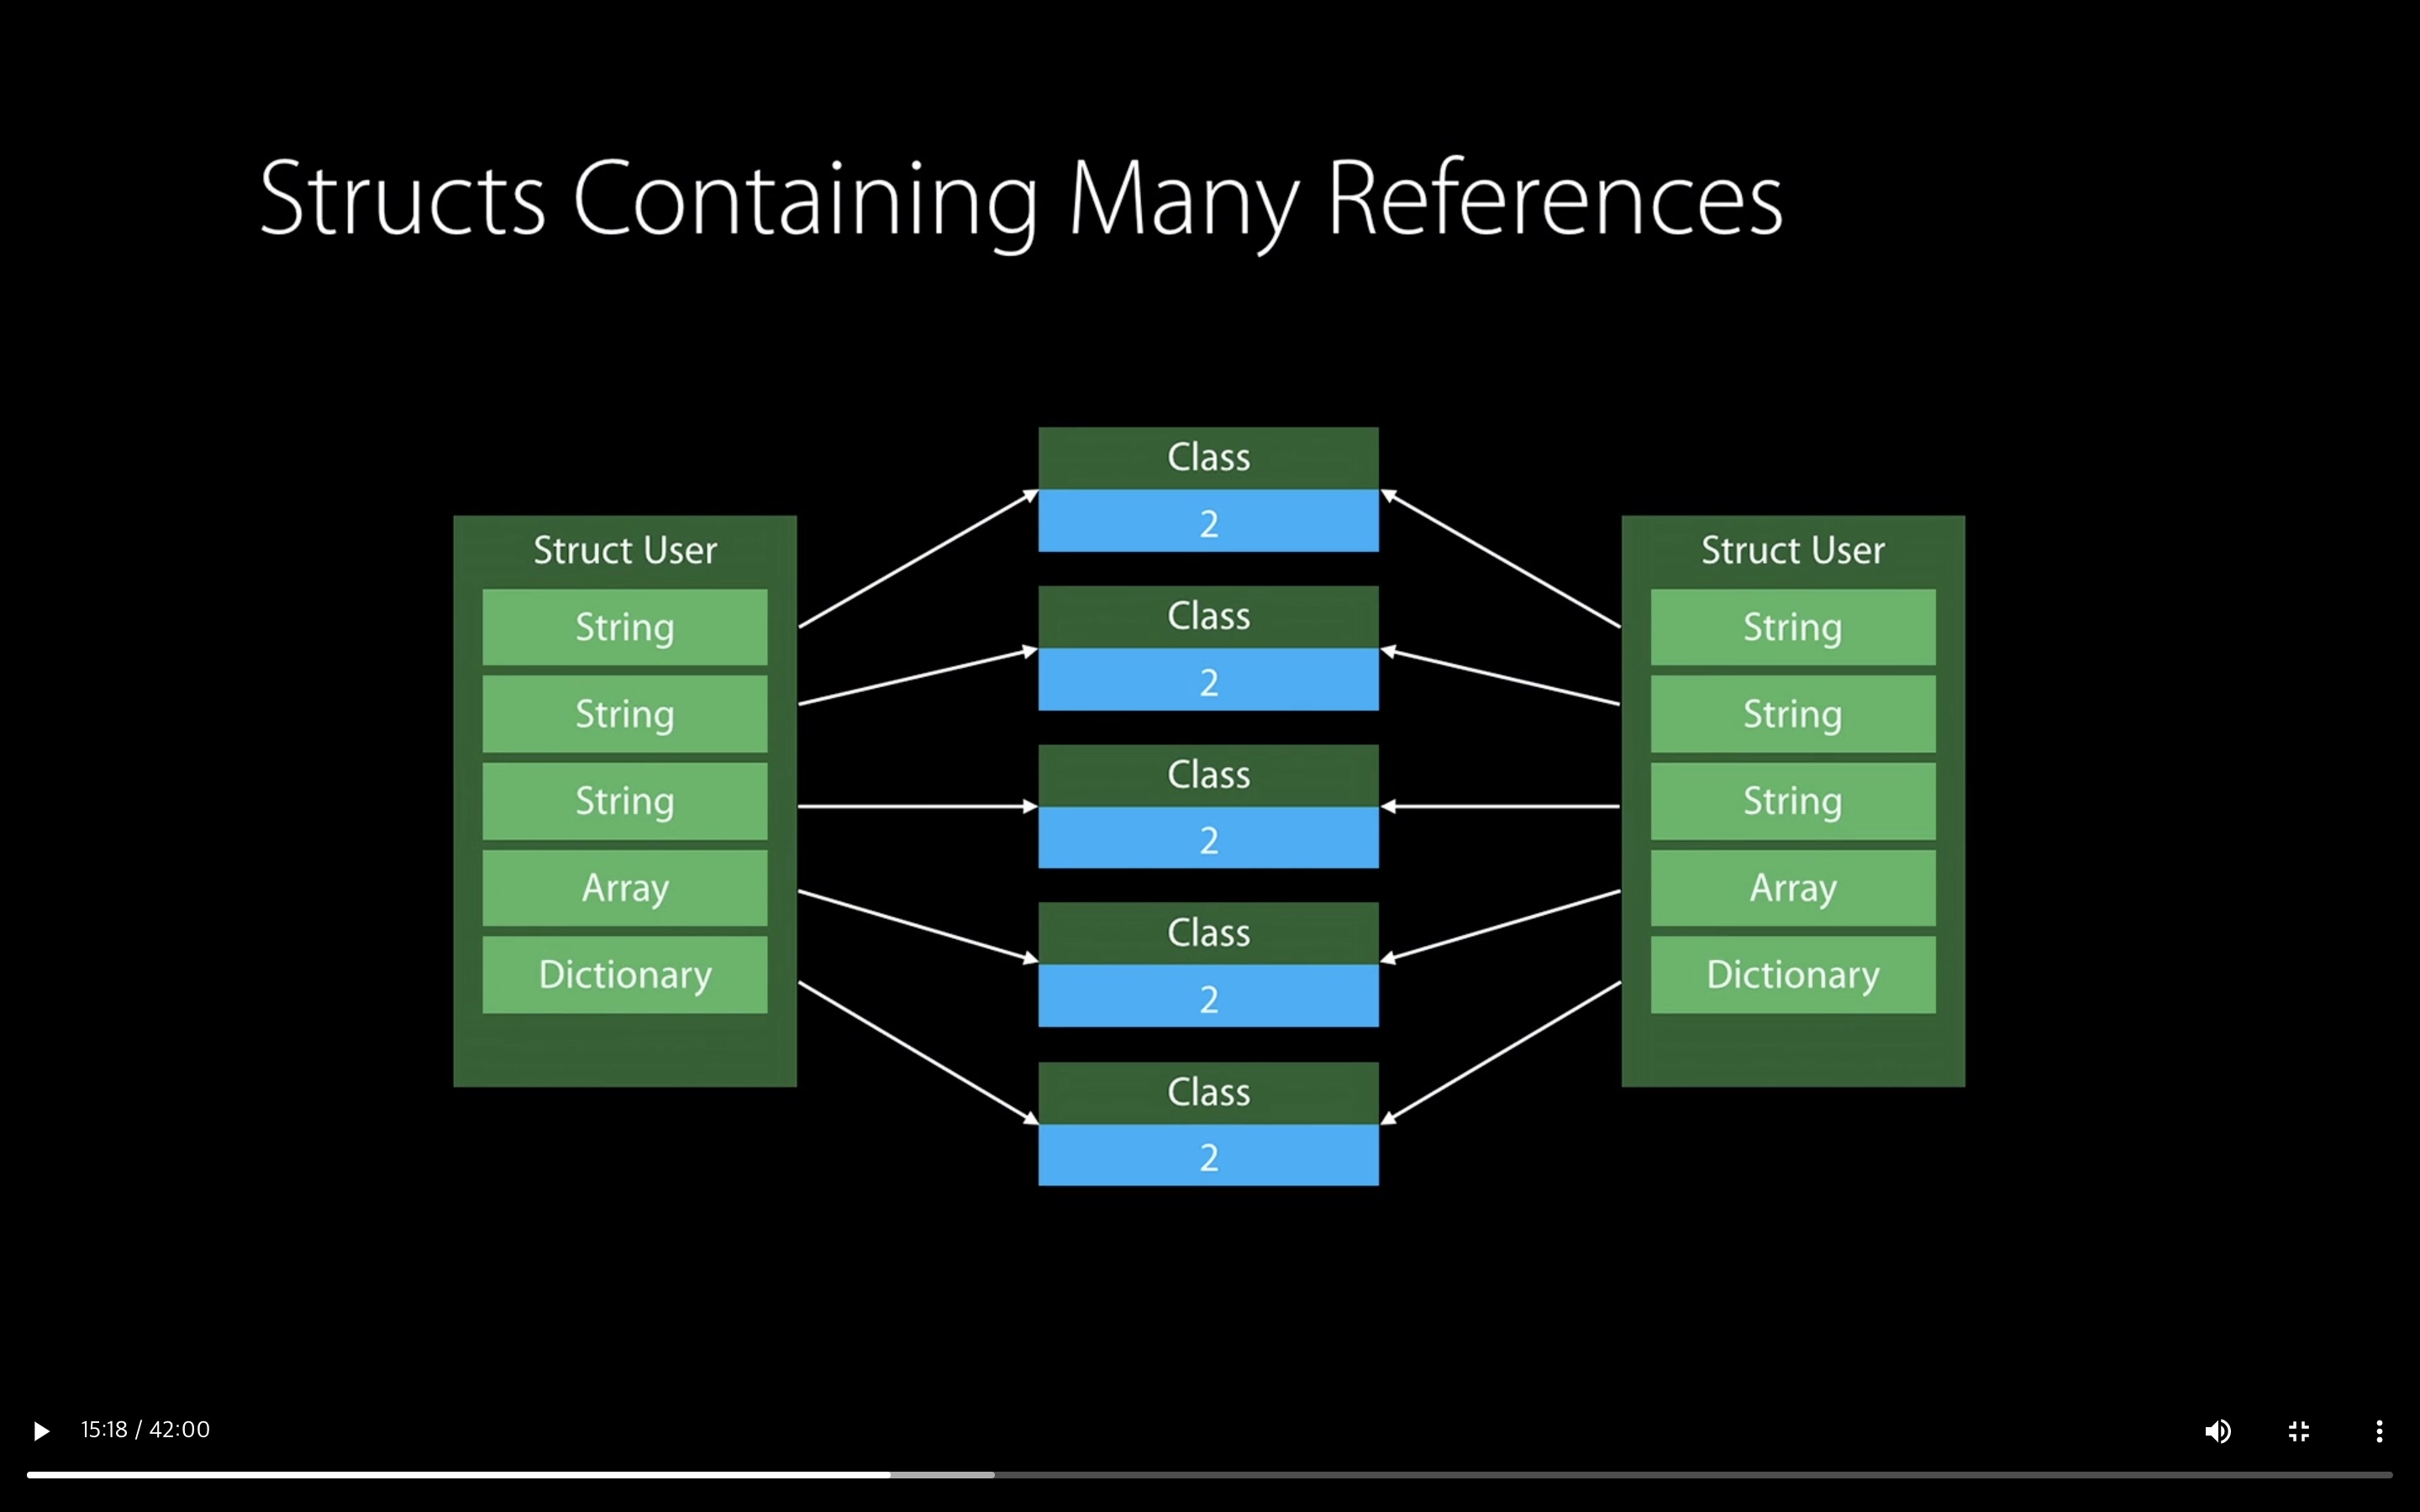 Structs Containing Many References
Struct User
String
String
String
Array
Dictionary
Class
2
Class
2
Class
2
Class
2
Class
2
Struct User
String
String
String
Array
Dictionary
15:18 / 42:00